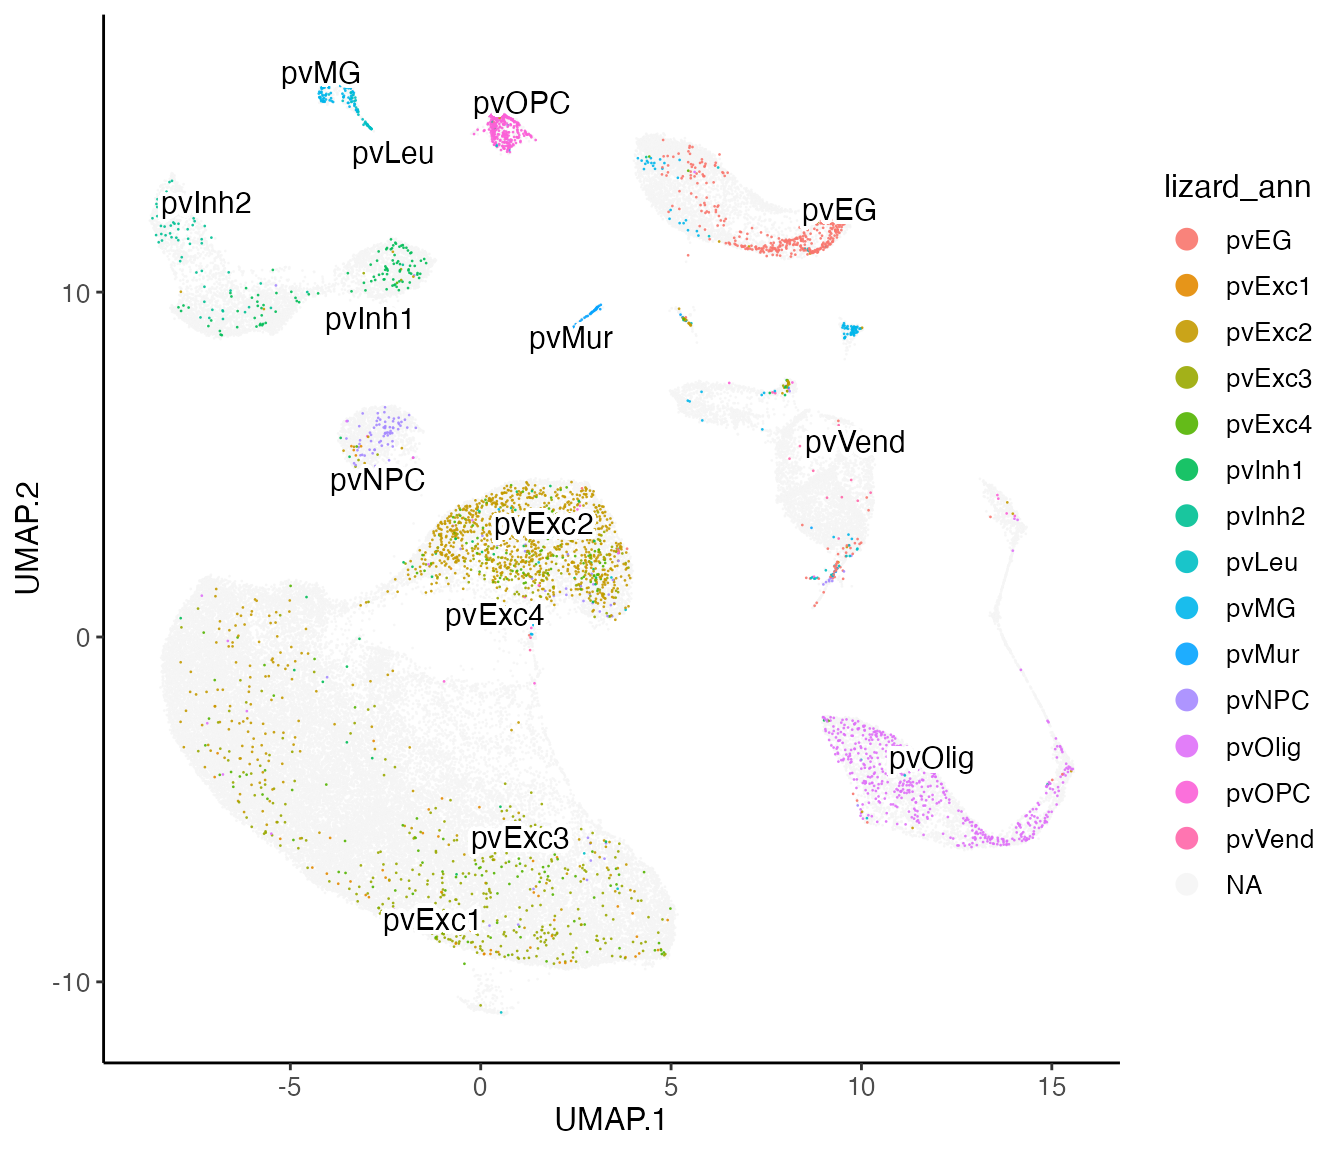 pvMG
pvOPC
pvLeu
pvInh2
pvEG
pvInh1
pvMur
pvVend
pvNPC
pvExc2
pvExc4
pvOlig
pvExc3
pvExc1
10
0
-10
UMAP.2
-5
0
5
10
15
UMAP.1
lizard_ann
pvEG
pvExc1
pvExc2
pvExc3
pvExc4
pvInh1
pvInh2
pvLeu
pvMG
pvMur
pvNPC
pvOlig
pvOPC
pvVend
NA